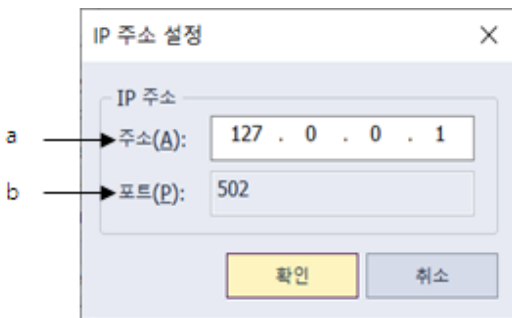 IP 주소 설정
IP 주소
a 주소(A): 127 . 0 . 0 . 1
b 포트(P): 502
확인 취소